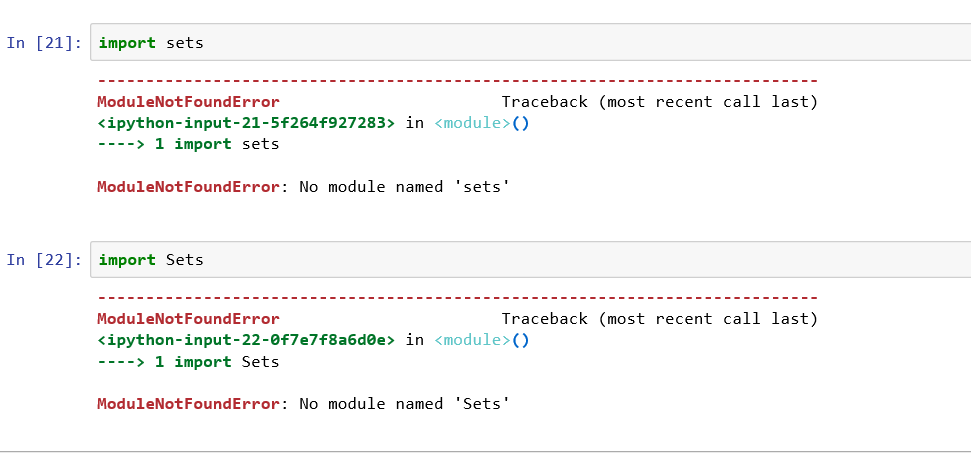 In [21]: import sets
---------------------------------------------------------------------------
ModuleNotFoundError                       Traceback (most recent call last)
<ipython-input-21-5f264f927283> in <module>()
----> 1 import sets
ModuleNotFoundError: No module named 'sets'
In [22]: import Sets
---------------------------------------------------------------------------
ModuleNotFoundError                       Traceback (most recent call last)
<ipython-input-22-0f7e7f8a6d0e> in <module>()
----> 1 import Sets
ModuleNotFoundError: No module named 'Sets'